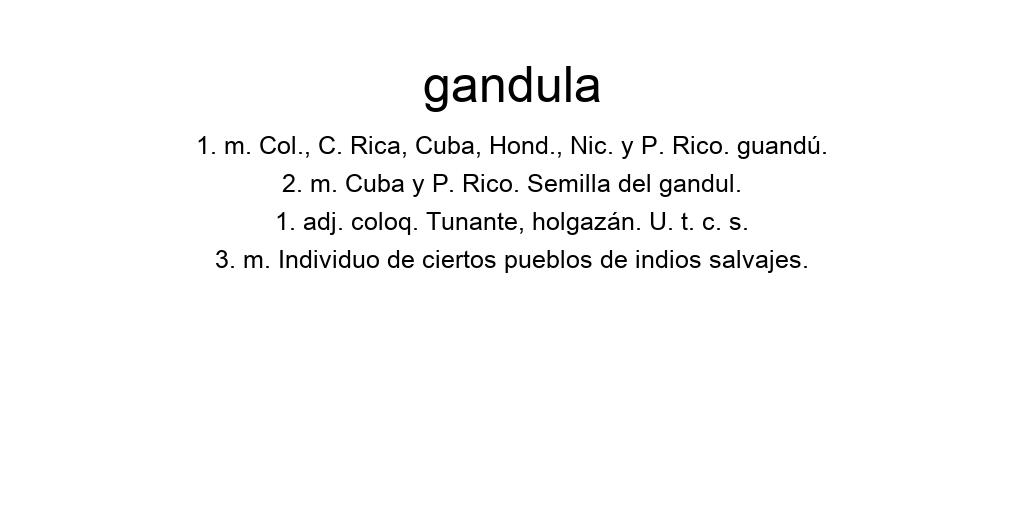 gandula
1. m. Col., C. Rica, Cuba, Hond., Nic. y P. Rico. guandú.
2. m. Cuba y P. Rico. Semilla del gandul.
1. adj. coloq. Tunante, holgazán. U. t. c. s.
3. m. Individuo de ciertos pueblos de indios salvajes.